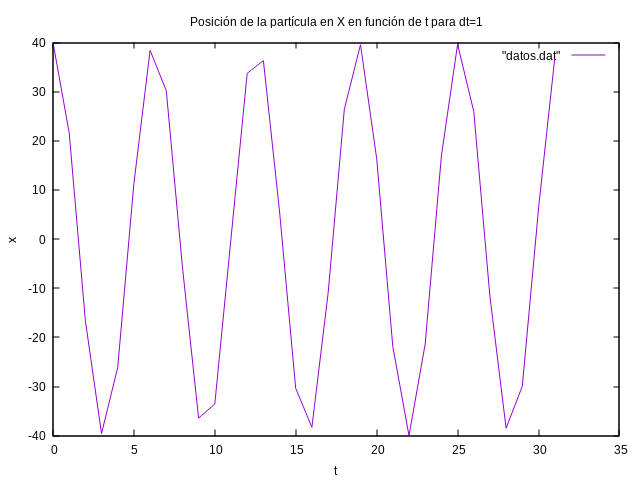 Posición de la partícula en X en función de t para dt=1
"datos.dat"
40
30
20
10
0
-10
-20
-30
-40
x
0 5 10 15 20 25 30 35
t